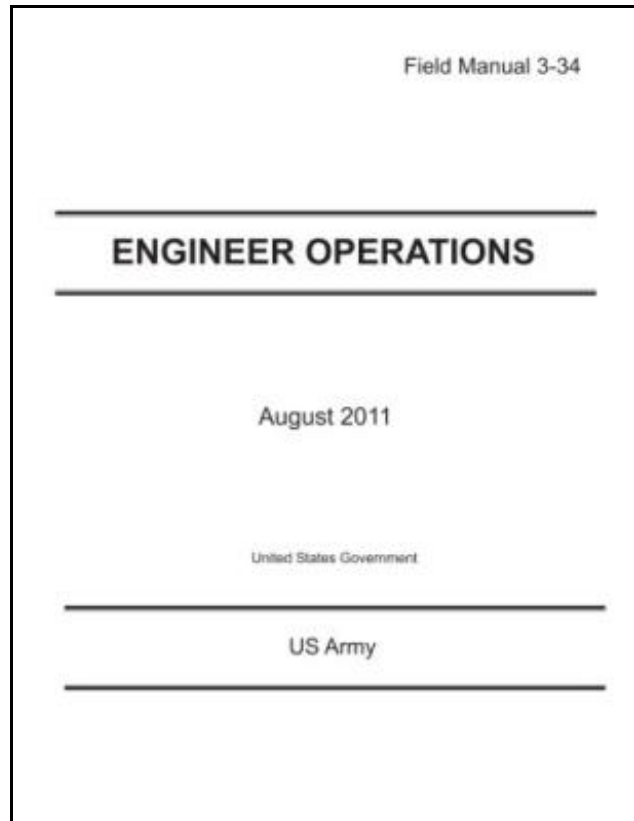 Field Manual 3-34
ENGINEER OPERATIONS
August 2011
United States Government
US Army